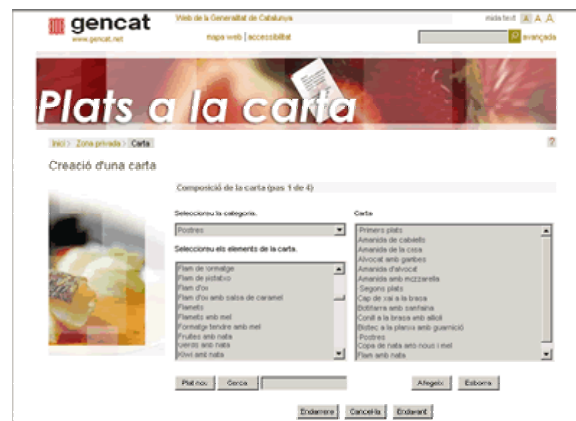 gencat
www.gencat.net
Web de la Generalitat de Catalunya
mapa web | accessibilitat
mida text A A A
avançada
Plats a la carta
Inici > Zona privada > Carta
?
Creació d'una carta
Composició de la carta (pas 1 de 4)
Seleccioneu la categoria.
Postres
Seleccioneu els elements de la carta.
Flam de formatge
Flam de pistatxo
Flam d'ou
Flam d'ou amb salsa de caramel
Flamets
Flamets amb mel
Formatge tendre amb mel
Fruites amb nata
Gerds amb nata
Kiwi amb nata
Carta
-Primers plats
Amanida de cabdells
Amanida de la casa
Alvocat amb gambes
Amanida d'alvocat
Amanida amb mozzarella
-Segons plats
Cap de xai a la brasa
Botifarra amb samfaina
Conill a la brasa amb allioli
Bistec a la planxa amb guarnició
-Postres
Copa de nata amb nous i mel
Flam amb nata
Plat nou
Cerca
Afegeix
Esborra
Endarrere
Cancel·la
Endavant